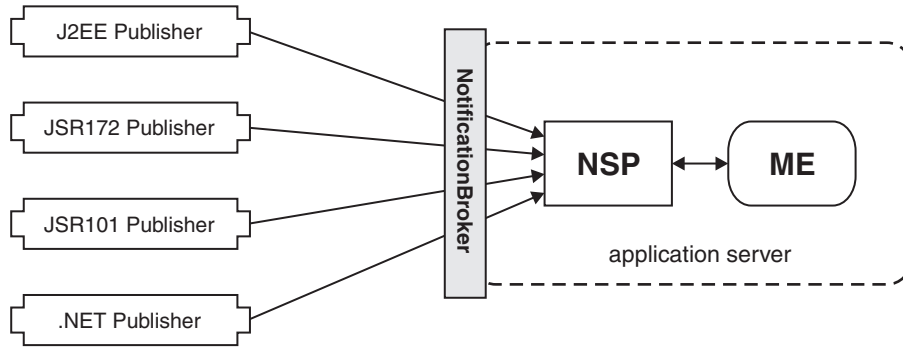 J2EE Publisher
JSR172 Publisher
JSR101 Publisher
.NET Publisher
NotificationBroker
NSP
ME
application server